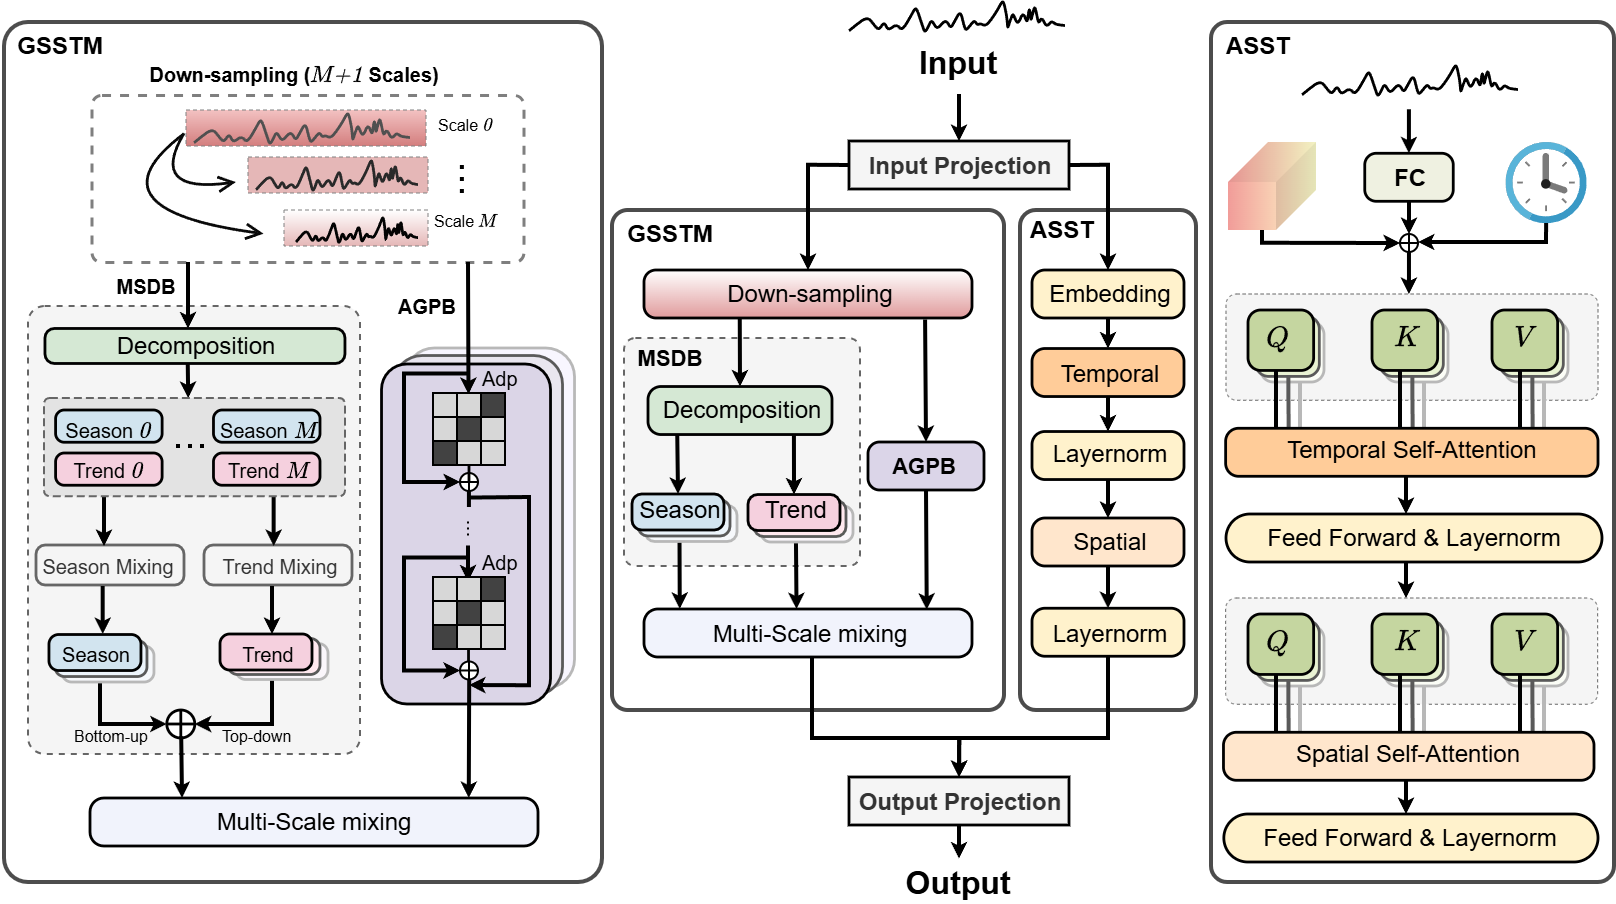 GSSTM
Down-sampling (M+1 Scales)
Scale 0
Scale M
MSDB
AGPB
Decomposition
Season 0
...
Season M
Trend 0
Trend M
Season Mixing
Trend Mixing
Season
Trend
Bottom-up
Top-down
Adp
Adp
Multi-Scale mixing
Input
Input Projection
GSSTM
Down-sampling
MSDB
Decomposition
Season
Trend
AGPB
Multi-Scale mixing
ASST
Embedding
Temporal
Layernorm
Spatial
Layernorm
Output Projection
Output
ASST
FC
Q
K
V
Temporal Self-Attention
Feed Forward & Layernorm
Q
K
V
Spatial Self-Attention
Feed Forward & Layernorm